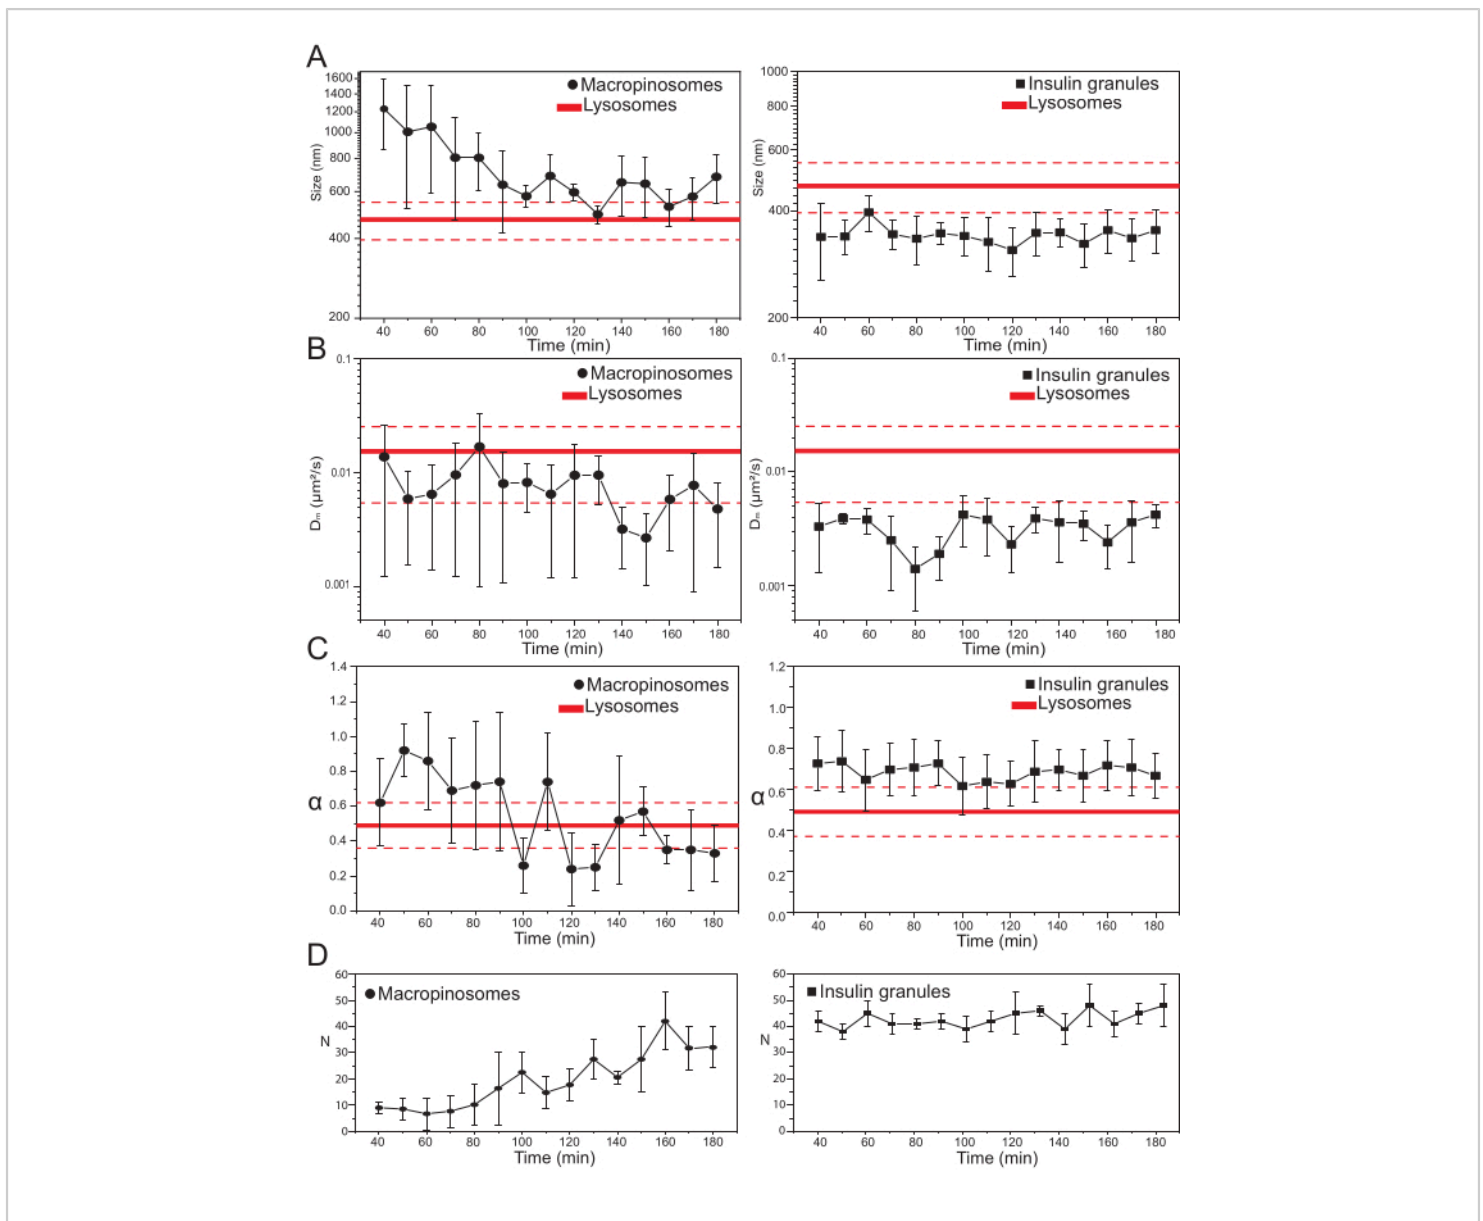 A
Size (nm)
1600
1400
1200
1000
800
600
400
200
Macropinosomes
Lysosomes
40 60 80 100 120 140 160 180
Time (min)
Size (nm)
1000
800
600
400
200
Insulin granules
Lysosomes
40 60 80 100 120 140 160 180
Time (min)
B
Dₘ (µm²/s)
0.1
0.01
0.001
Macropinosomes
Lysosomes
40 60 80 100 120 140 160 180
Time (min)
Dₘ (µm²/s)
0.1
0.01
0.001
Insulin granules
Lysosomes
40 60 80 100 120 140 160 180
Time (min)
C
α
1.4
1.2
1.0
0.8
0.6
0.4
0.2
0.0
Macropinosomes
Lysosomes
40 60 80 100 120 140 160 180
Time (min)
α
1.2
1.0
0.8
0.6
0.4
0.2
0.0
Insulin granules
Lysosomes
40 60 80 100 120 140 160 180
Time (min)
D
N
60
50
40
30
20
10
0
Macropinosomes
40 60 80 100 120 140 160 180
Time (min)
N
60
50
40
30
20
10
0
Insulin granules
40 60 80 100 120 140 160 180
Time (min)